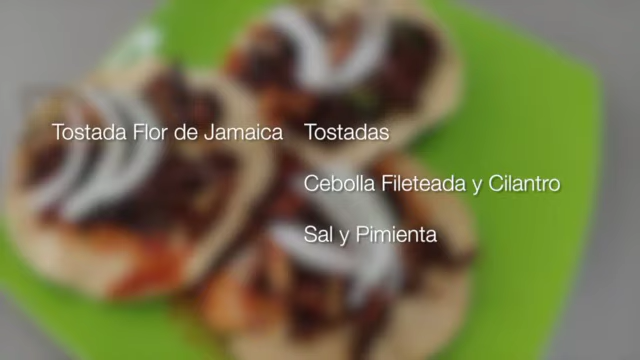 Tostada Flor de Jamaica
Tostadas
Cebolla Fileteada y Cilantro
Sal y Pimienta